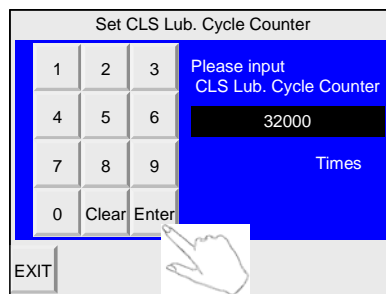 Set CLS Lub. Cycle Counter
1 2 3
4 5 6
7 8 9
0 Clear Enter
Please input
CLS Lub. Cycle Counter
32000
Times
EXIT